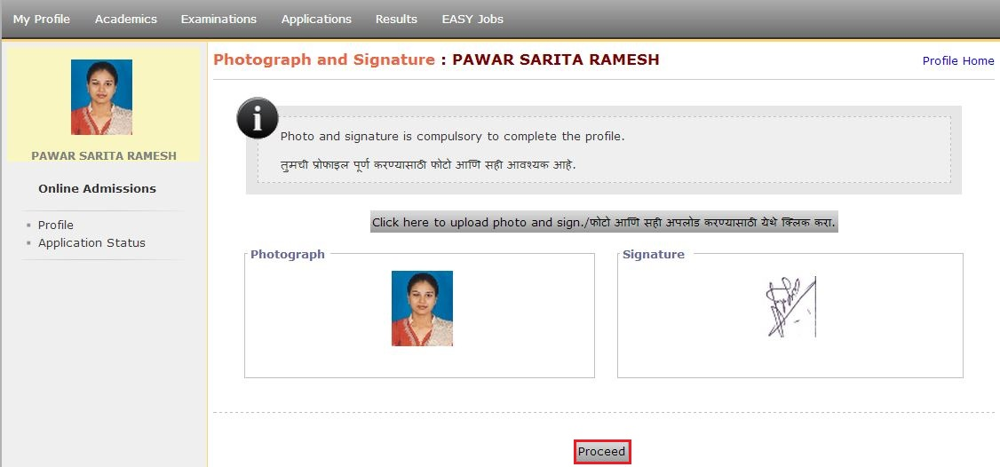 My Profile Academics Examinations Applications Results EASY Jobs
PAWAR SARITA RAMESH
Online Admissions
Profile
Application Status
Photograph and Signature : PAWAR SARITA RAMESH
Profile Home
i
Photo and signature is compulsory to complete the profile.
तुमची प्रोफाइल पूर्ण करण्यासाठी फोटो आणि सही आवश्यक आहे.
Click here to upload photo and sign./फोटो आणि सही अपलोड करण्यासाठी येथे क्लिक करा.
Photograph
Signature
Proceed